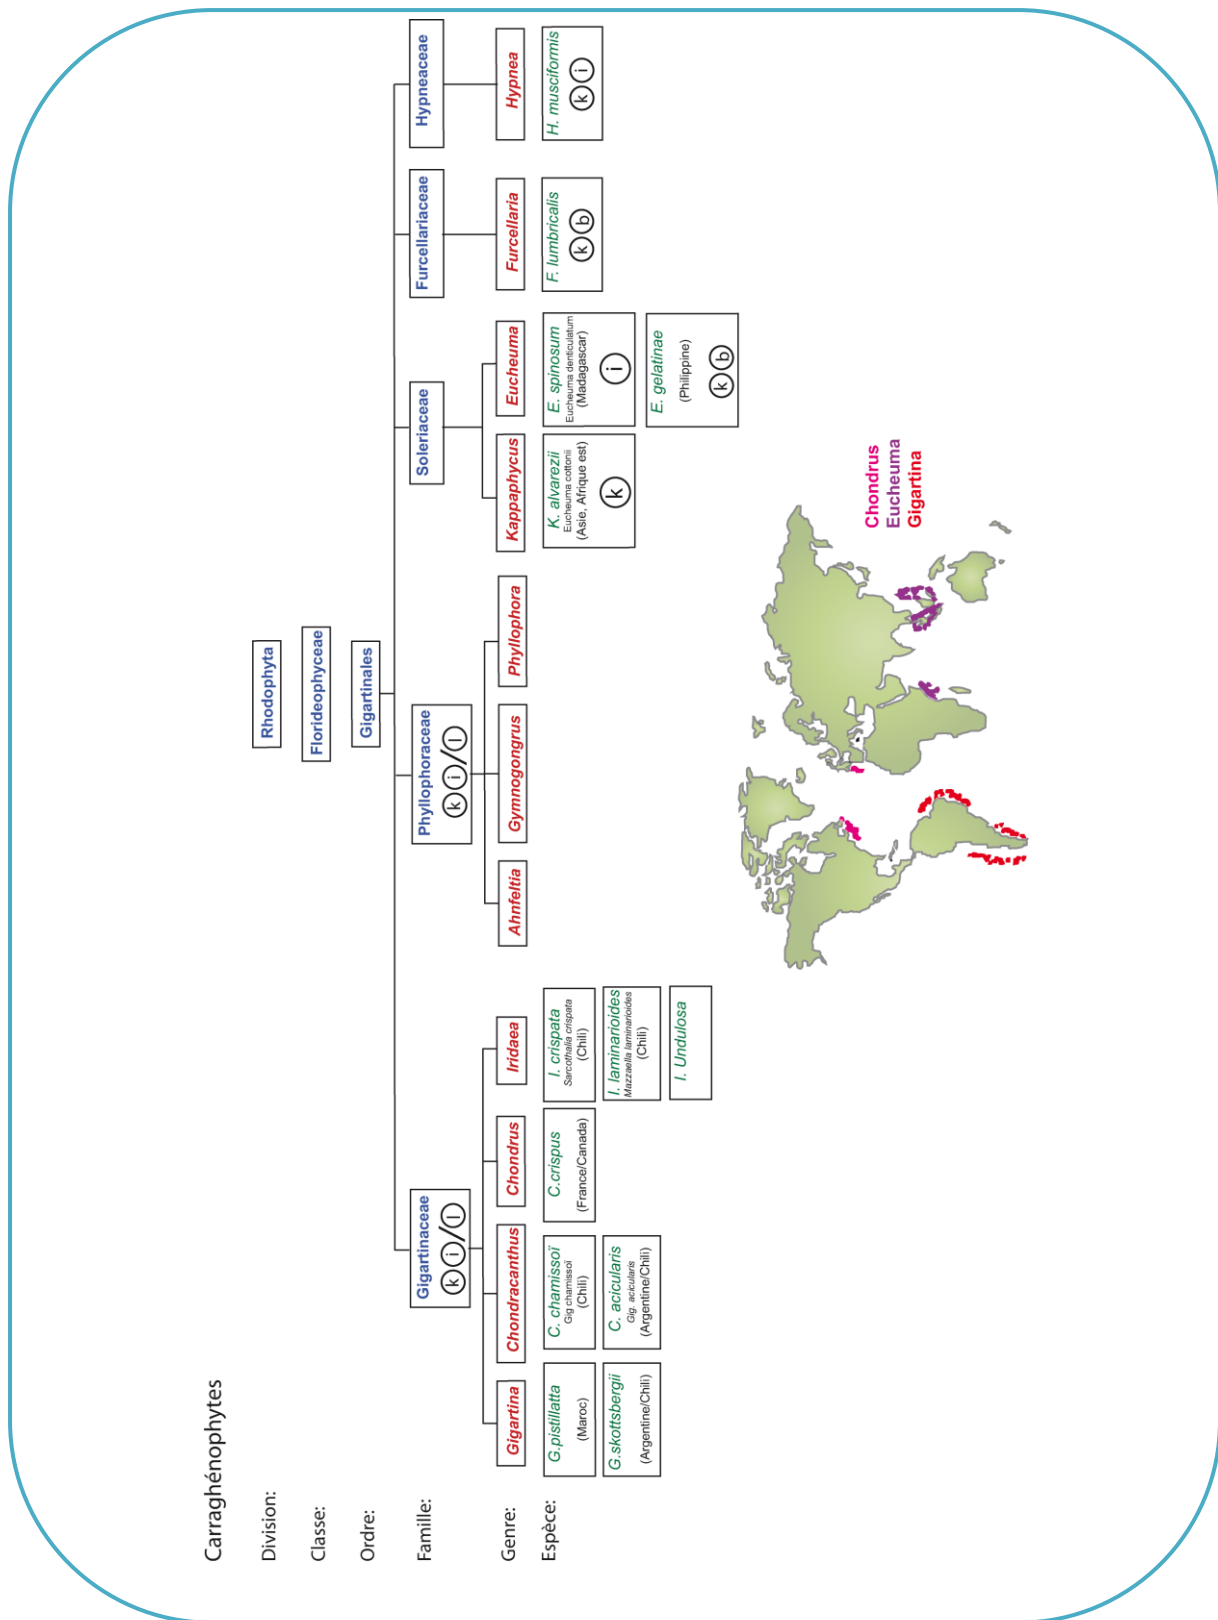 Carraghénophytes
Division:
Rhodophyta
Classe:
Florideophyceae
Ordre:
Gigartinales
Famille:
Gigartinaceae
k i/l
Phyllophoraceae
k i/l
Soleriaceae
Furcellariaceae
Hypneaceae
Genre:
Gigartina
Chondracanthus
Chondrus
Iridaea
Ahnfeltia
Gymnogongrus
Phyllophora
Kappaphycus
Eucheuma
Furcellaria
Hypnea
Espèce:
G.pistillatta
(Maroc)
G.skottsbergii
(Argentine/Chili)
C. chamissoï
Gig chamissoï
(Chili)
C. acicularis
Gig. acicularis
(Argentine/Chili)
C.crispus
(France/Canada)
I. crispata
Sarcothalia crispata
(Chili)
I. laminarioides
Mazzaella laminarioides
(Chili)
I. Undulosa
K. alvarezii
Eucheuma cottonii
(Asie, Afrique est)
k
E. spinosum
Eucheuma denticulatum
(Madagascar)
i
E. gelatinae
(Philippine)
k b
F. lumbricalis
k b
H. musciformis
k i
Chondrus
Eucheuma
Gigartina